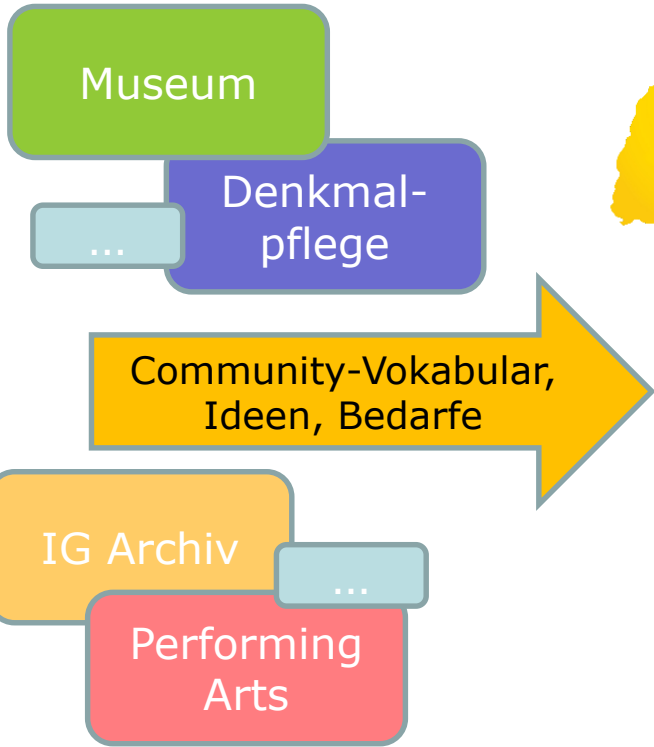 Museum
Denkmal-
pflege
...
Community-Vokabular,
Ideen, Bedarfe
IG Archiv
...
Performing
Arts